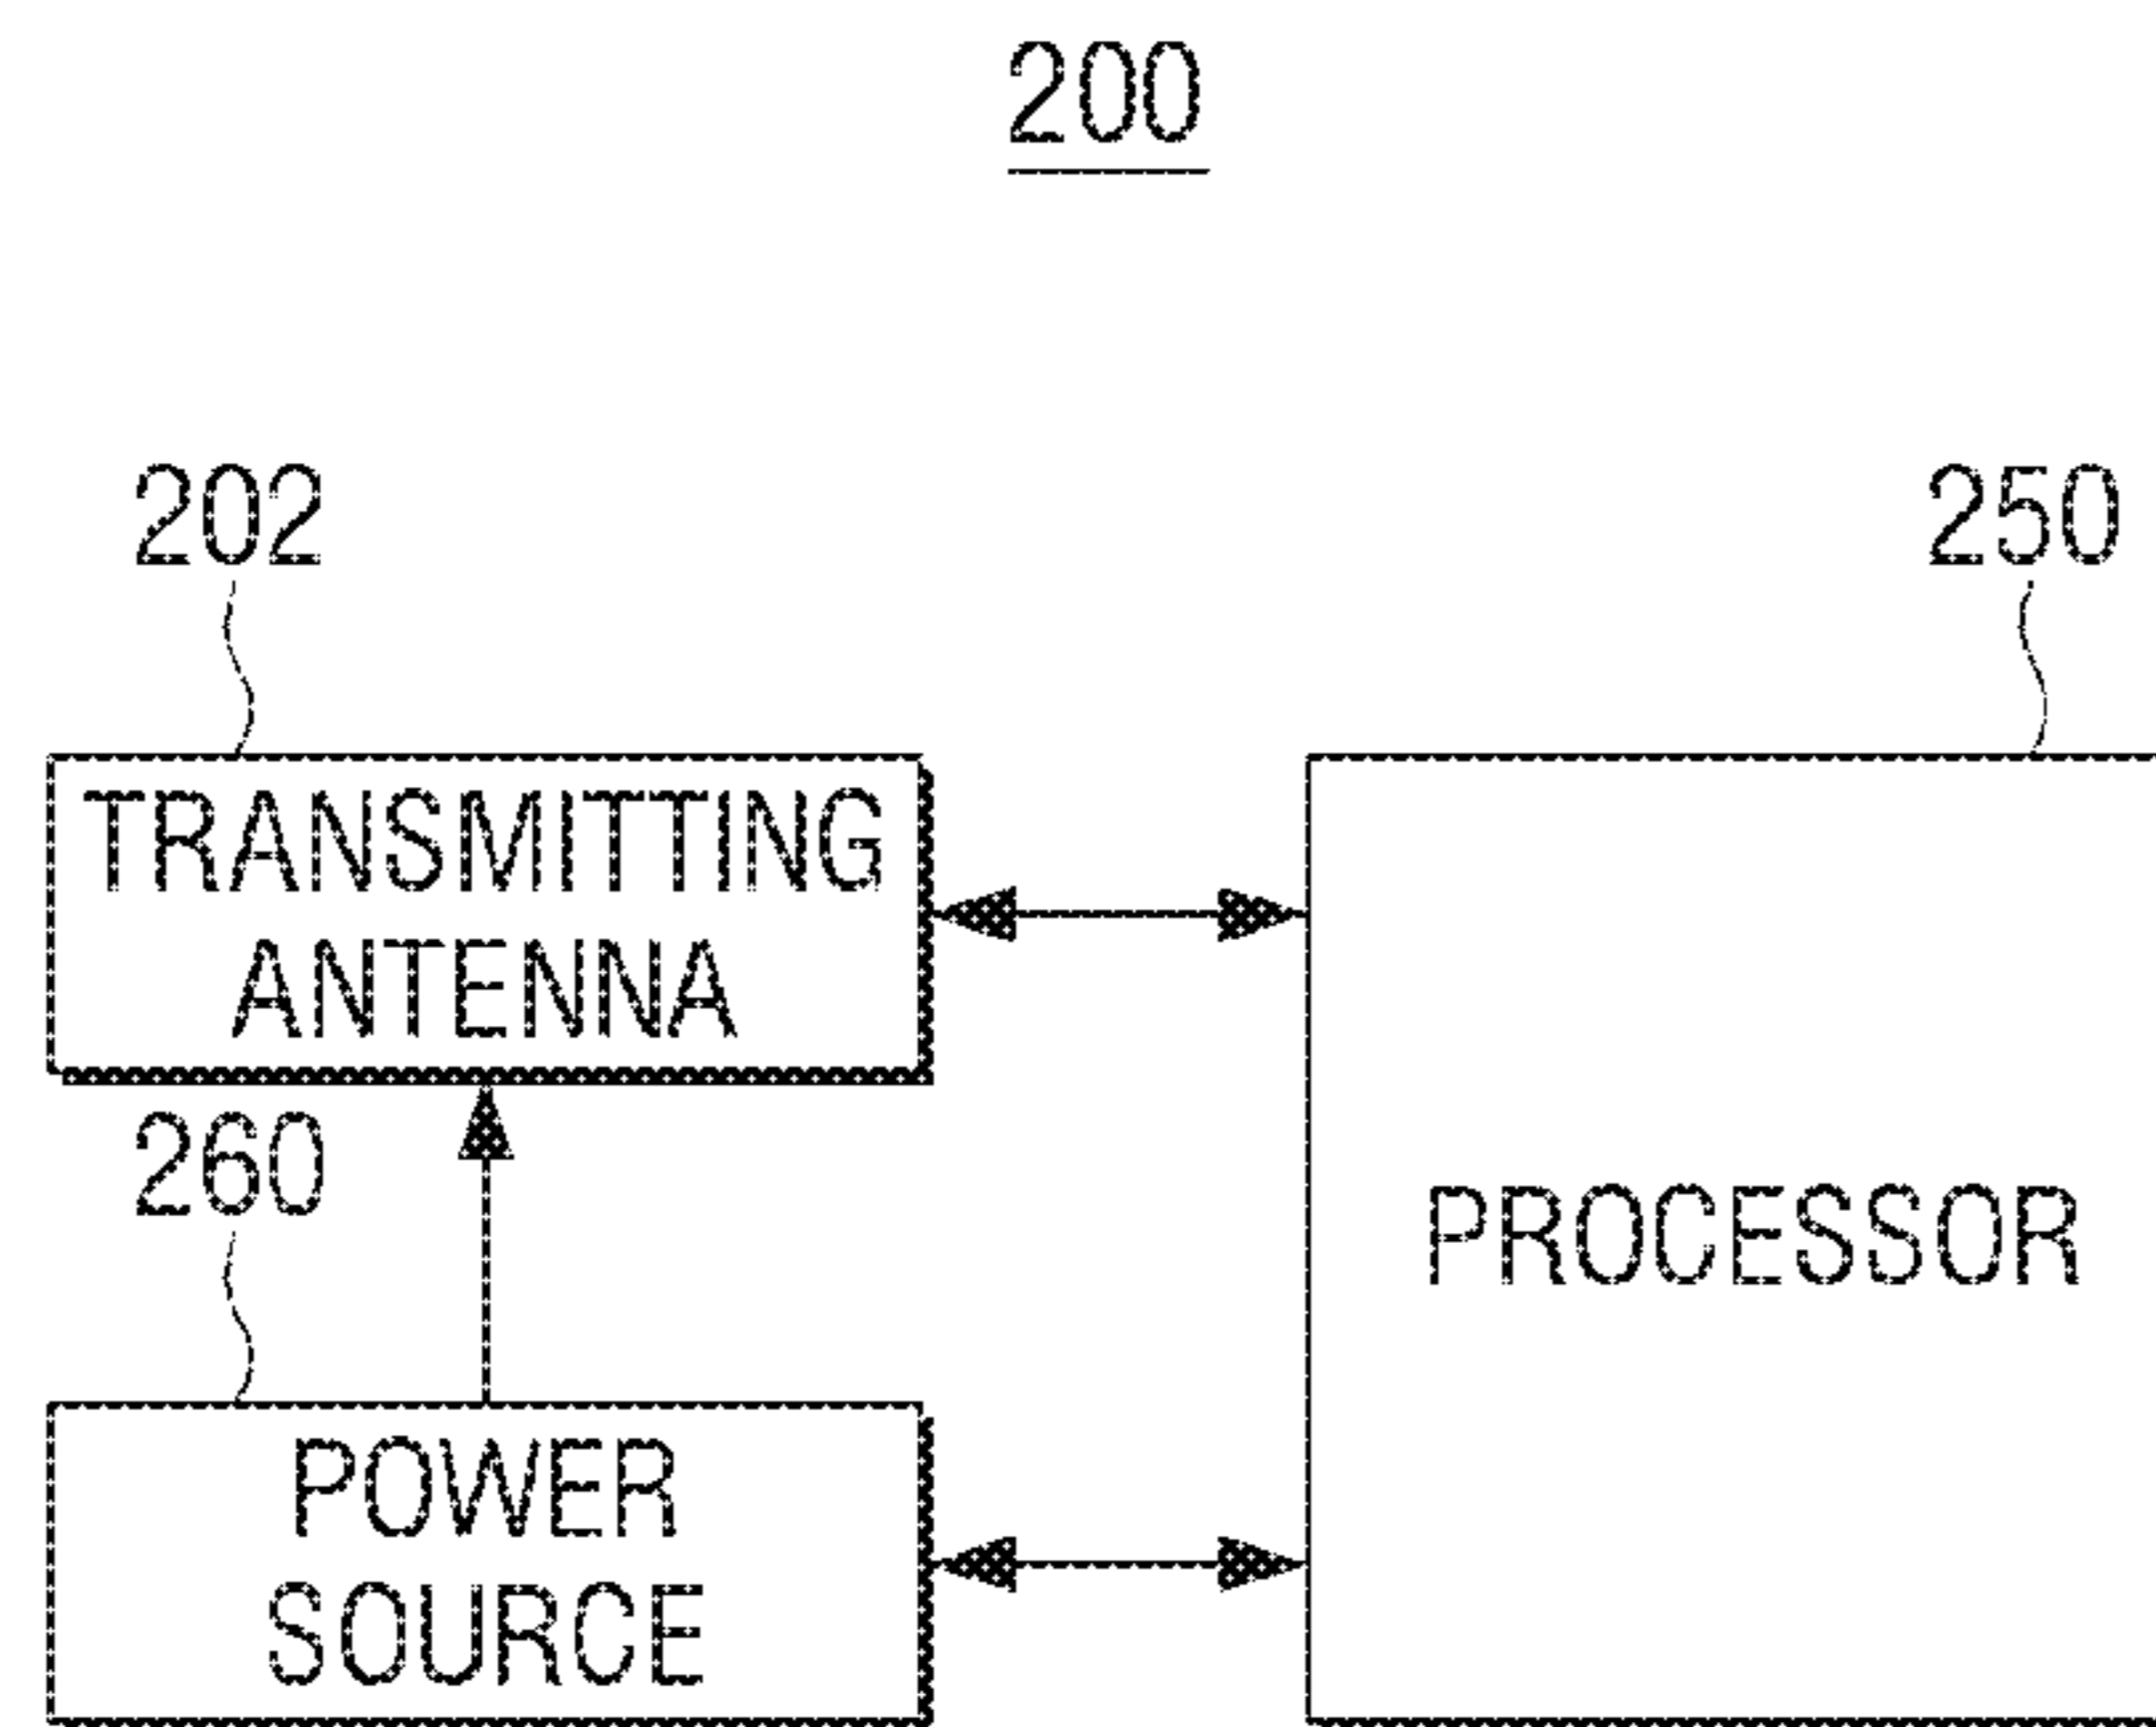 200
202
250
TRANSMITTING
ANTENNA
260
PROCESSOR
POWER
SOURCE